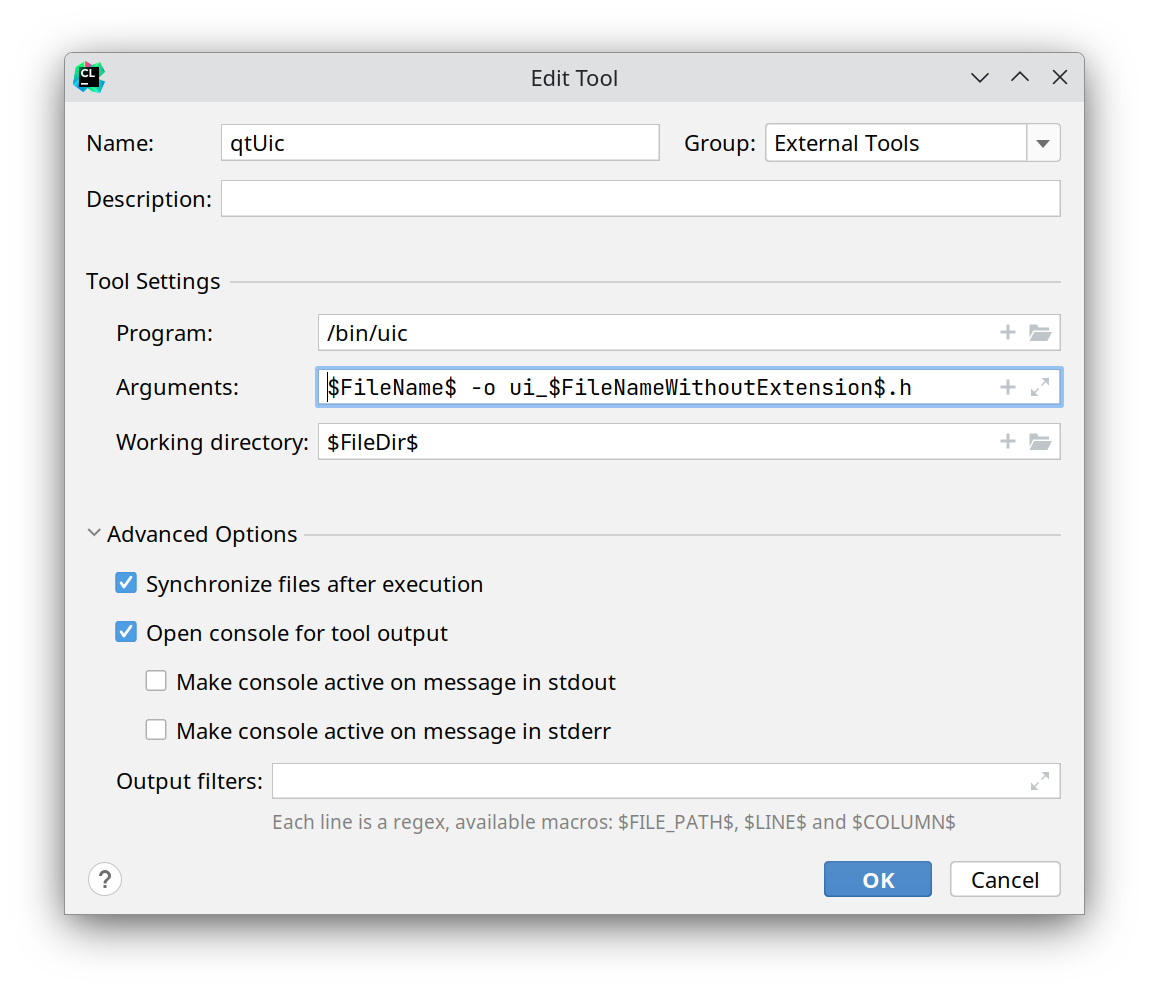 CL
Edit Tool
Name: qtUic Group: External Tools
Description:
Tool Settings
Program: /bin/uic
Arguments: $FileName$ -o ui_$FileNameWithoutExtension$.h
Working directory: $FileDir$
Advanced Options
Synchronize files after execution
Open console for tool output
Make console active on message in stdout
Make console active on message in stderr
Output filters:
Each line is a regex, available macros: $FILE_PATH$, $LINE$ and $COLUMN$
? OK Cancel